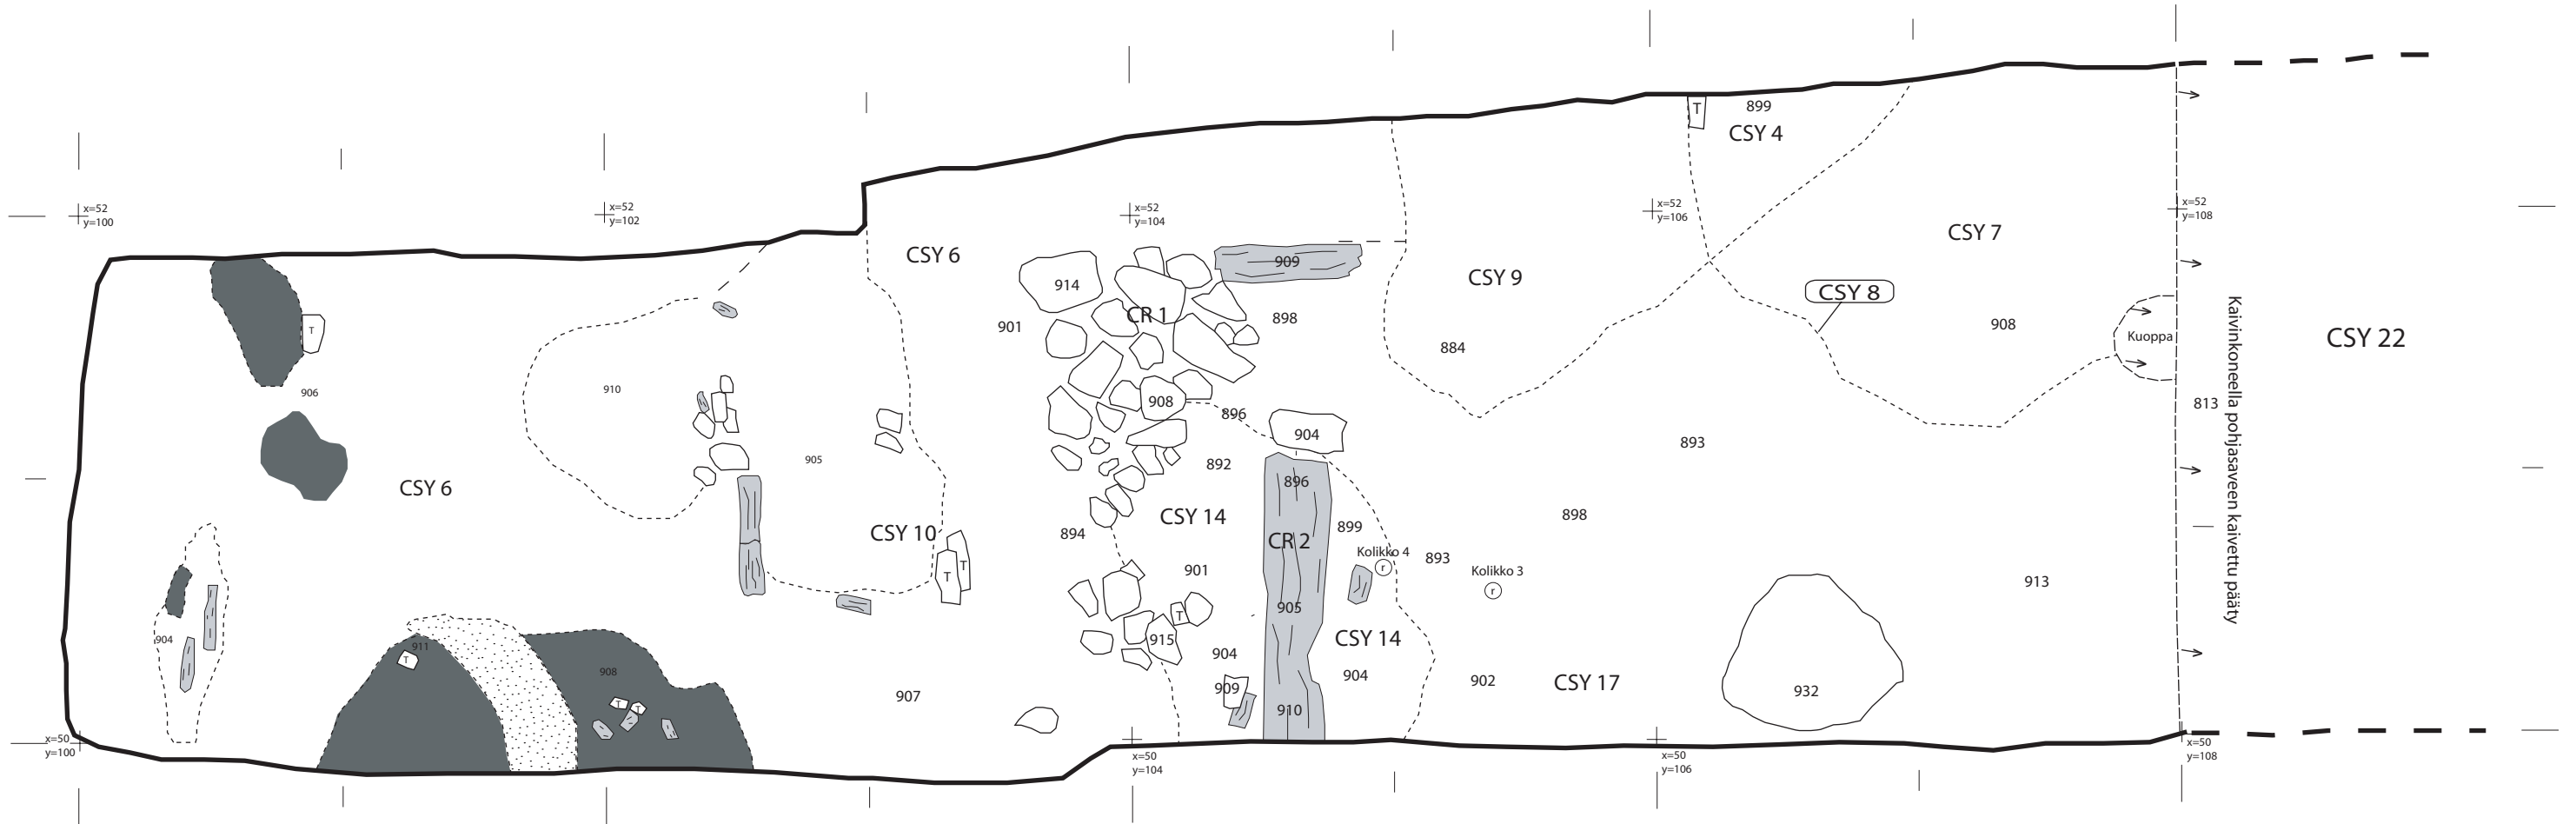 T
899
CSY 4
x=52
y=100
x=52
y=102
x=52
y=104
x=52
y=106
x=52
y=108
CSY 6
CSY 7
909
CSY 9
914
CSY 8
CR 1
898
901
908
T
Kuoppa
CSY 22
884
906
910
908
813
Kaivinkoneella pohjasaveen kaivettu pääty
896
904
893
905
892
CSY 6
896
CSY 14
898
894
CSY 10
899
CR 2
Kolikko 4
r
893
Kolikko 3
r
T
T
901
913
905
T
904
915
CSY 14
911
T
904
908
904
909
902
CSY 17
932
907
T
T
910
x=50
y=100
x=50
y=104
x=50
y=106
x=50
y=108